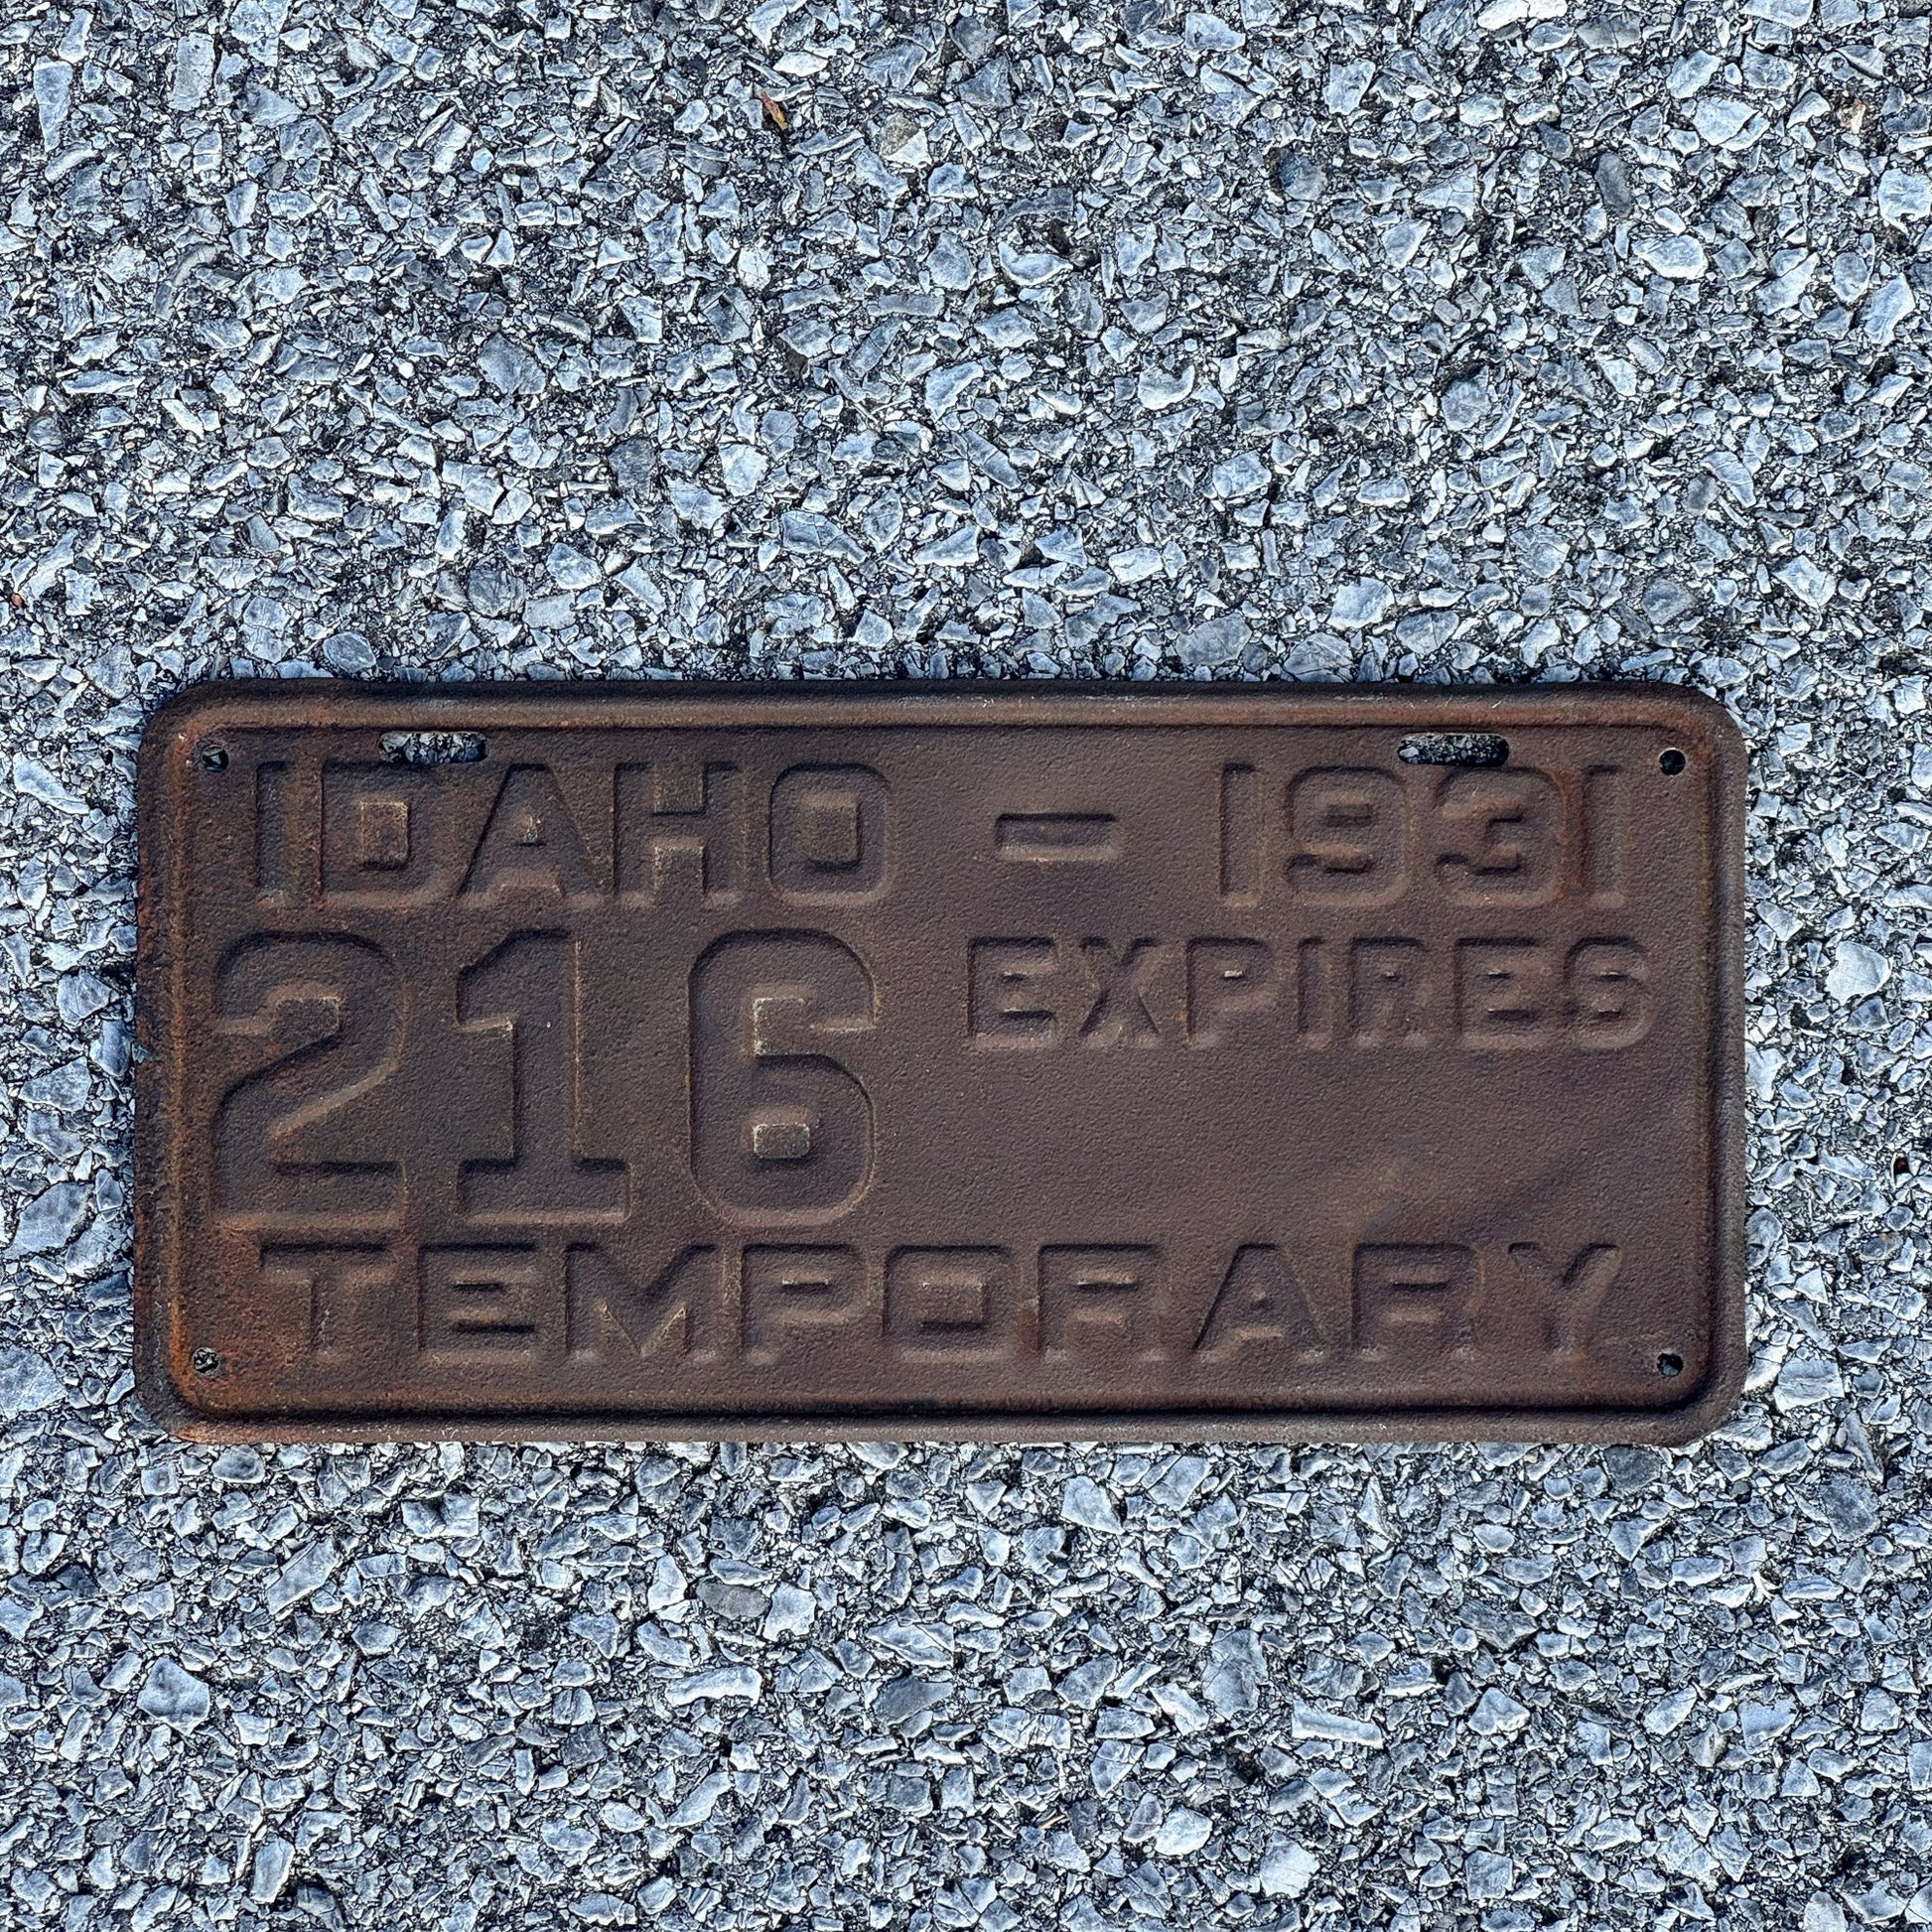 IDAHO – 1931
216 EXPIRES
TEMPORARY